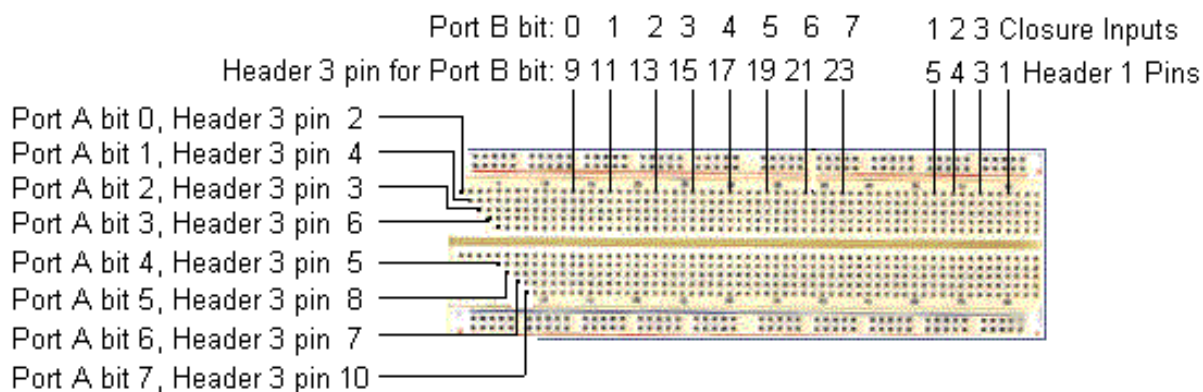 Port B bit: 0 1 2 3 4 5 6 7 1 2 3 Closure Inputs
Header 3 pin for Port B bit: 9 11 13 15 17 19 21 23 5 4 3 1 Header 1 Pins
Port A bit 0, Header 3 pin 2
Port A bit 1, Header 3 pin 4
Port A bit 2, Header 3 pin 3
Port A bit 3, Header 3 pin 6
Port A bit 4, Header 3 pin 5
Port A bit 5, Header 3 pin 8
Port A bit 6, Header 3 pin 7
Port A bit 7, Header 3 pin 10